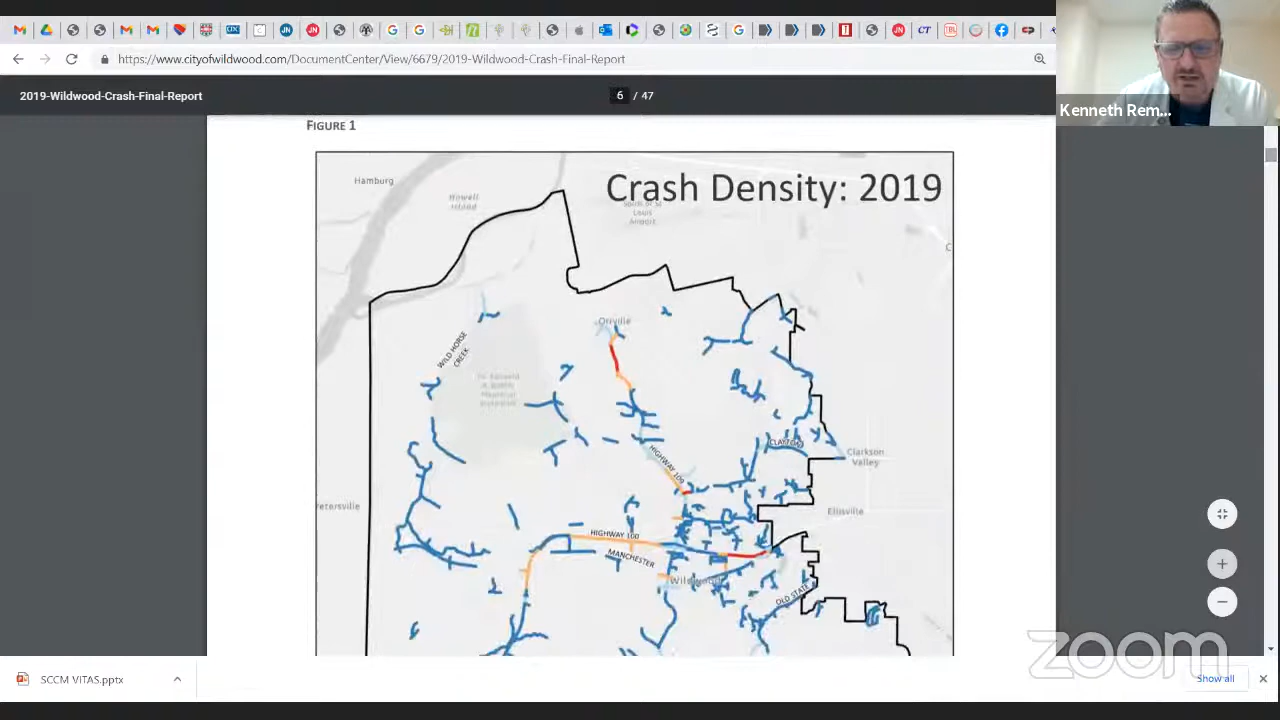 https://www.cityofwildwood.com/DocumentCenter/View/6679/2019-Wildwood-Crash-Final-Report
2019-Wildwood-Crash-Final-Report
6 / 47
Kenneth Rem...
FIGURE 1
Crash Density: 2019
Hamburg
Howell
Island
Louis
Airport
Orrville
WILD HORSE
CREEK
CLAYTON
Clarkson
Valley
HIGHWAY 109
Ellisville
HIGHWAY 100
MANCHESTER
OLD STATE
zoom
SCCM VITAS.pptx
Show all